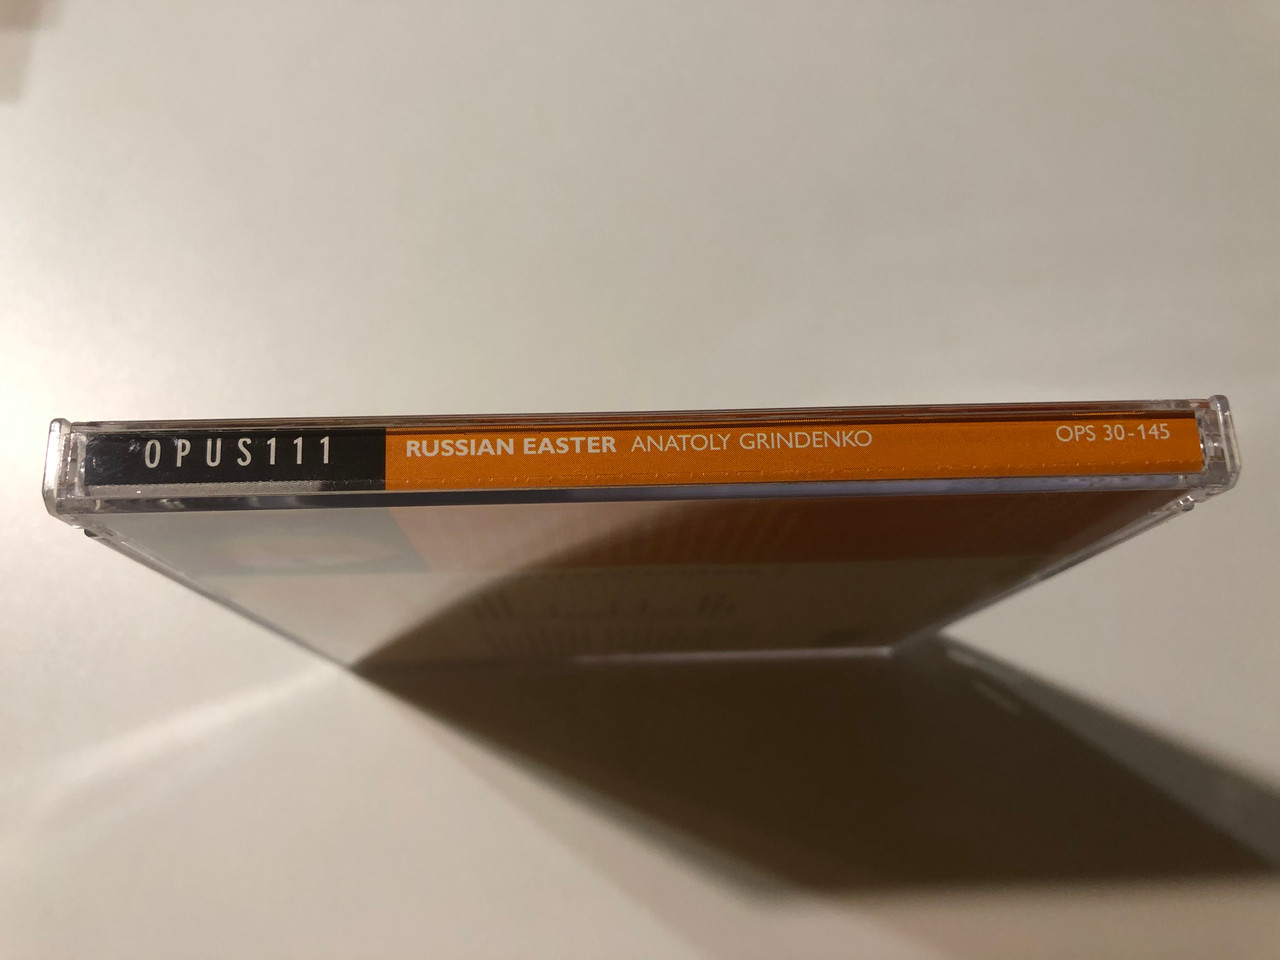 OPUS111 RUSSIAN EASTER ANATOLY GRINDENKO OPS 30-145